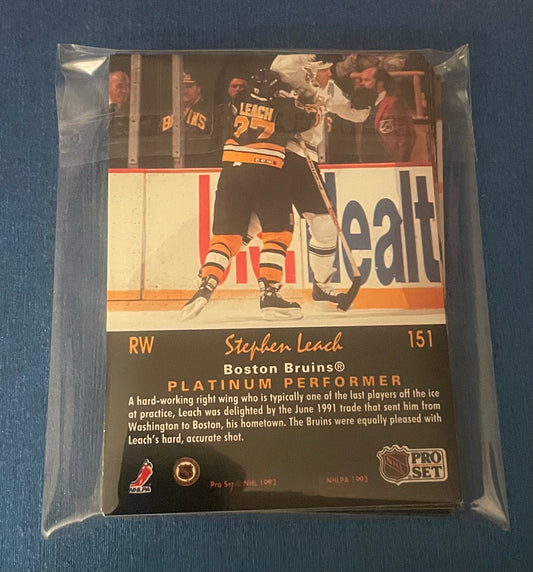 LEACH
27
BRUINS
dealt
RW Stephen Leach 151
Boston Bruins®
PLATINUM PERFORMER
A hard-working right wing who is typically one of the last players off the ice
at practice, Leach was delighted by the June 1991 trade that sent him from
Washington to Boston, his hometown. The Bruins were equally pleased with
Leach's hard, accurate shot.
NHLPA
Pro Set © NHL 1992
NHLPA 1992
NHL
PRO
SET